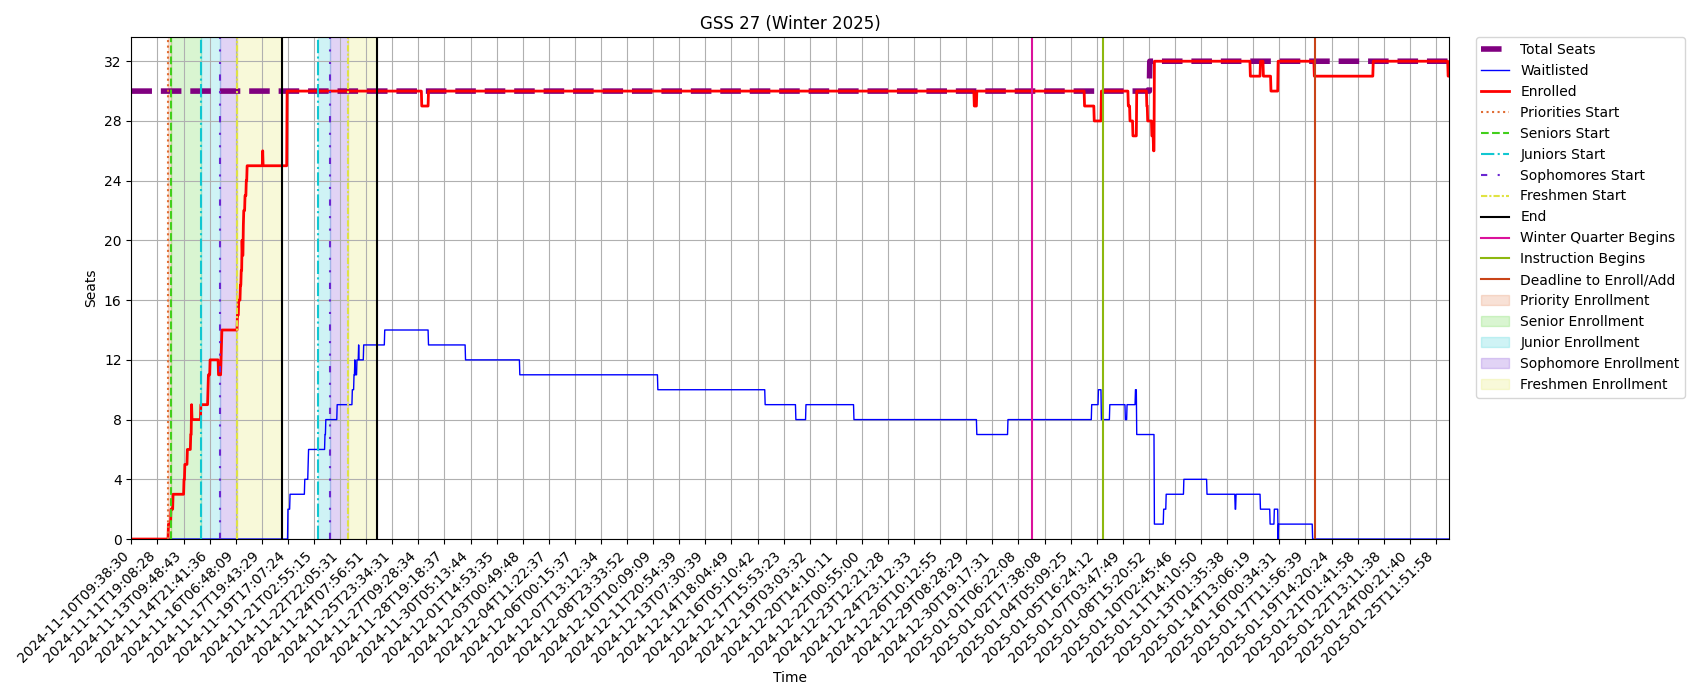 GSS 27 (Winter 2025)
Seats
32
28
24
20
16
12
8
4
0
2024-11-10T09:38:30
2024-11-11T19:08:28
2024-11-13T09:48:43
2024-11-14T21:41:36
2024-11-16T06:48:09
2024-11-17T19:43:29
2024-11-19T17:07:24
2024-11-21T02:55:15
2024-11-22T22:05:31
2024-11-24T07:56:51
2024-11-25T23:34:31
2024-11-27T09:28:34
2024-11-28T19:18:37
2024-11-30T05:13:44
2024-12-01T14:53:35
2024-12-03T00:49:48
2024-12-04T11:22:37
2024-12-06T00:15:37
2024-12-07T13:12:34
2024-12-08T23:33:52
2024-12-10T10:09:09
2024-12-11T20:54:39
2024-12-13T07:30:39
2024-12-14T18:04:49
2024-12-16T05:10:42
2024-12-17T15:53:23
2024-12-19T03:03:32
2024-12-20T14:10:11
2024-12-22T00:55:00
2024-12-23T12:21:28
2024-12-24T23:12:33
2024-12-26T10:12:55
2024-12-29T08:28:29
2024-12-30T19:17:31
2025-01-01T06:22:08
2025-01-02T17:38:08
2025-01-04T05:09:25
2025-01-05T16:24:12
2025-01-07T03:47:49
2025-01-08T15:20:52
2025-01-10T02:45:46
2025-01-11T14:10:50
2025-01-13T01:35:38
2025-01-14T13:06:19
2025-01-16T00:34:31
2025-01-17T11:56:39
2025-01-19T14:20:24
2025-01-21T01:41:58
2025-01-22T13:11:38
2025-01-24T00:21:40
2025-01-25T11:51:58
Time
Total Seats
Waitlisted
Enrolled
Priorities Start
Seniors Start
Juniors Start
Sophomores Start
Freshmen Start
End
Winter Quarter Begins
Instruction Begins
Deadline to Enroll/Add
Priority Enrollment
Senior Enrollment
Junior Enrollment
Sophomore Enrollment
Freshmen Enrollment